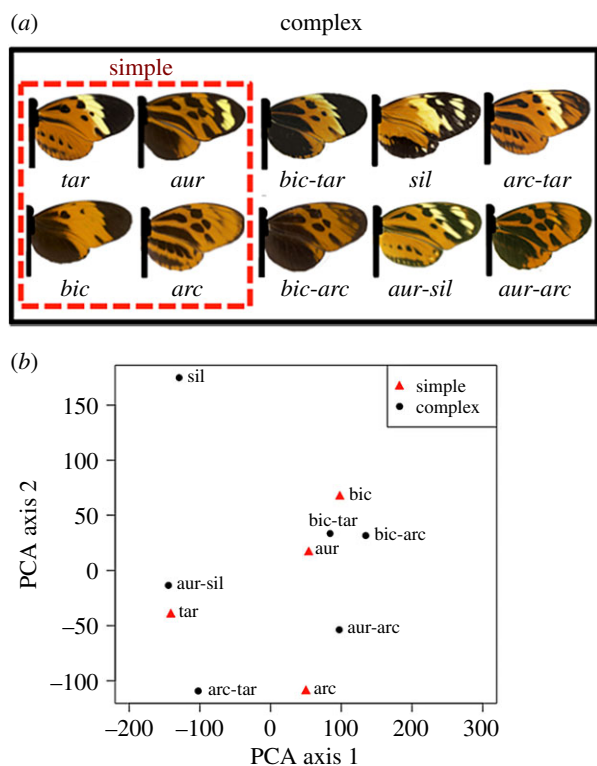 (a)
complex
simple
tar aur bic-tar sil arc-tar
bic arc bic-arc aur-sil aur-arc
(b)
sil
simple
complex
150
100
50
0
−50
−100
PCA axis 2
bic
bic-tar
bic-arc
aur
aur-sil
tar
aur-arc
arc-tar
arc
−200 −100 0 100 200 300
PCA axis 1